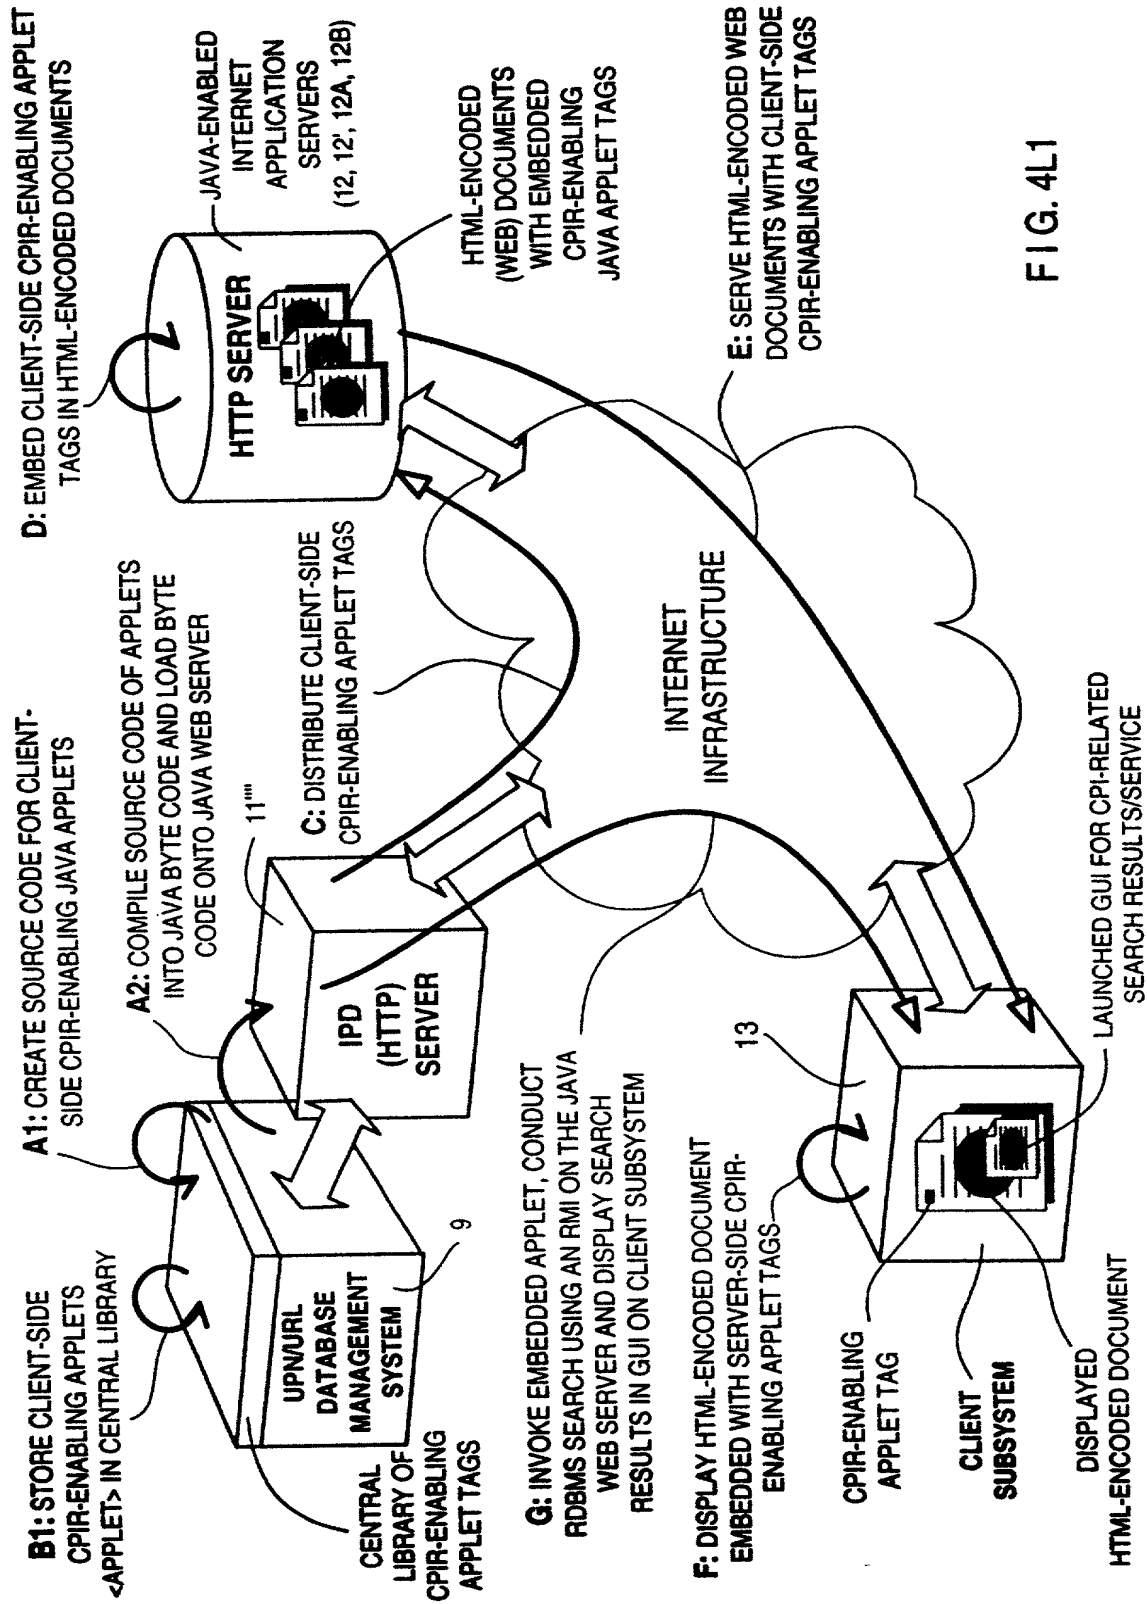 B1: STORE CLIENT-SIDE
CPIR-ENABLING APPLETS
<APPLET> IN CENTRAL LIBRARY
A1: CREATE SOURCE CODE FOR CLIENT-
SIDE CPIR-ENABLING JAVA APPLETS
A2: COMPILE SOURCE CODE OF APPLETS
INTO JAVA BYTE CODE AND LOAD BYTE
CODE ONTO JAVA WEB SERVER
D: EMBED CLIENT-SIDE CPIR-ENABLING APPLET
TAGS IN HTML-ENCODED DOCUMENTS
JAVA-ENABLED
INTERNET
APPLICATION
SERVERS
(12, 12', 12A, 12B)
HTTP SERVER
11''''
C: DISTRIBUTE CLIENT-SIDE
CPIR-ENABLING APPLET TAGS
IPD
(HTTP)
SERVER
UPN/URL
DATABASE
MANAGEMENT
SYSTEM
9
CENTRAL
LIBRARY OF
CPIR-ENABLING
APPLET TAGS
HTML-ENCODED
(WEB) DOCUMENTS
WITH EMBEDDED
CPIR-ENABLING
JAVA APPLET TAGS
G: INVOKE EMBEDDED APPLET, CONDUCT
RDBMS SEARCH USING AN RMI ON THE JAVA
WEB SERVER AND DISPLAY SEARCH
RESULTS IN GUI ON CLIENT SUBSYSTEM
INTERNET
INFRASTRUCTURE
E: SERVE HTML-ENCODED WEB
DOCUMENTS WITH CLIENT-SIDE
CPIR-ENABLING APPLET TAGS
F: DISPLAY HTML-ENCODED DOCUMENT
EMBEDDED WITH SERVER-SIDE CPIR-
ENABLING APPLET TAGS
13
CPIR-ENABLING
APPLET TAG
CLIENT
SUBSYSTEM
DISPLAYED
HTML-ENCODED DOCUMENT
LAUNCHED GUI FOR CPI-RELATED
SEARCH RESULTS/SERVICE
FIG. 4L1